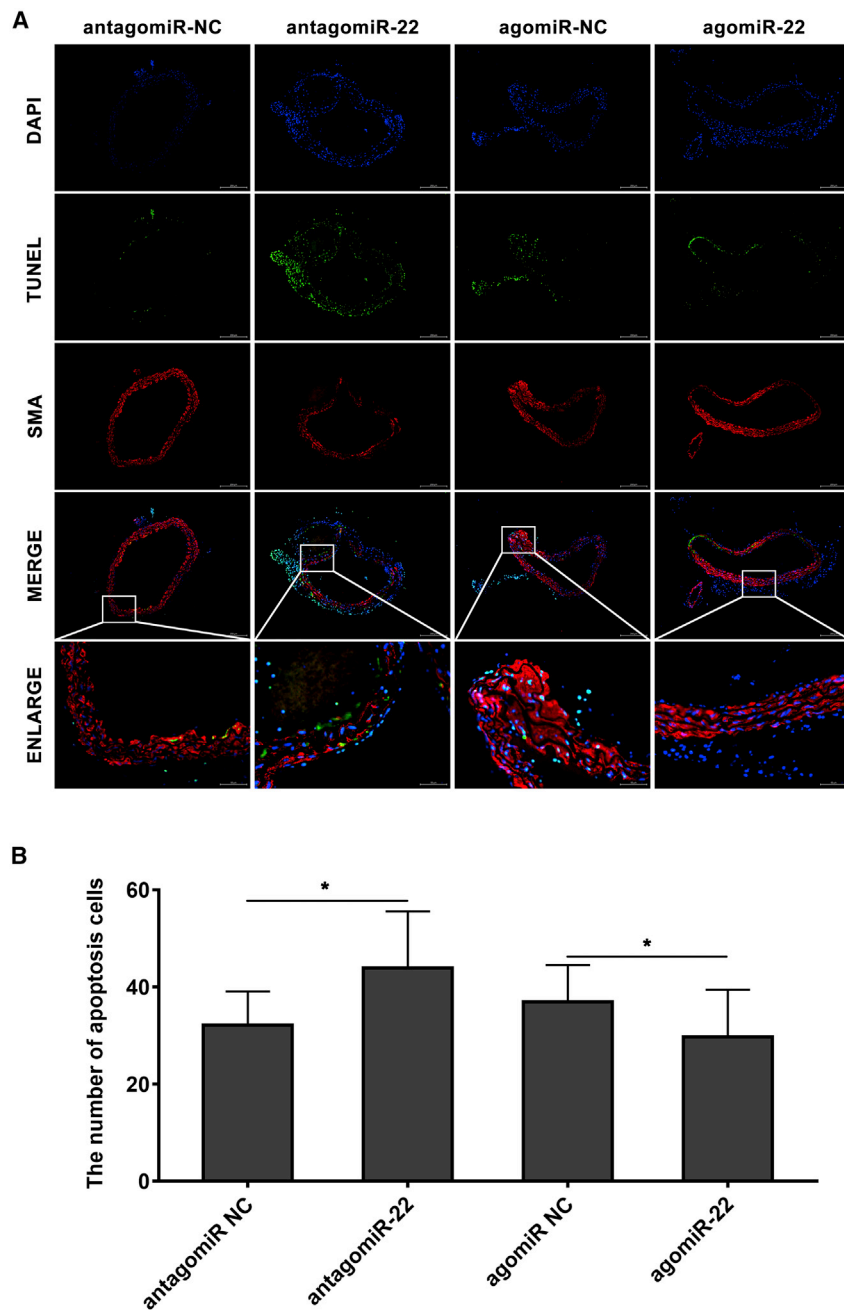 A
antagomiR-NC antagomiR-22 agomiR-NC agomiR-22
DAPI
TUNEL
SMA
MERGE
ENLARGE
B
The number of apoptosis cells
60
40
20
0
*
*
antagomiR NC
antagomiR-22
agomiR NC
agomiR-22